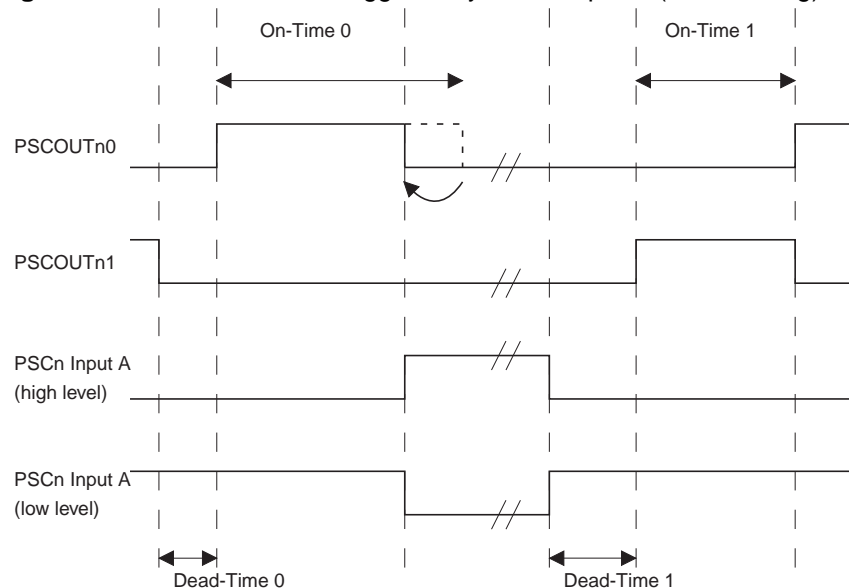 On-Time 0
On-Time 1
PSCOUTn0
PSCOUTn1
PSCn Input A
(high level)
PSCn Input A
(low level)
Dead-Time 0
Dead-Time 1